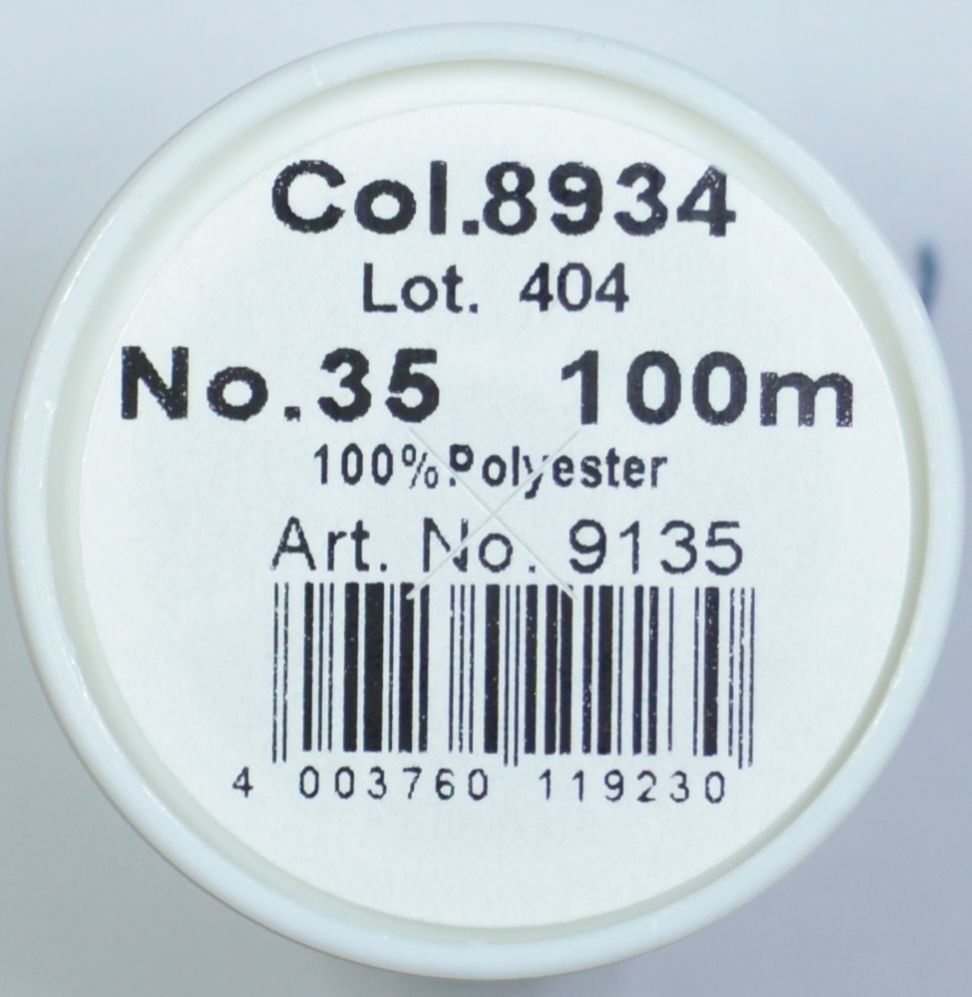 Col.8934
Lot. 404
No.35 100m
100%Polyester
Art. No. 9135
4 003760 119230